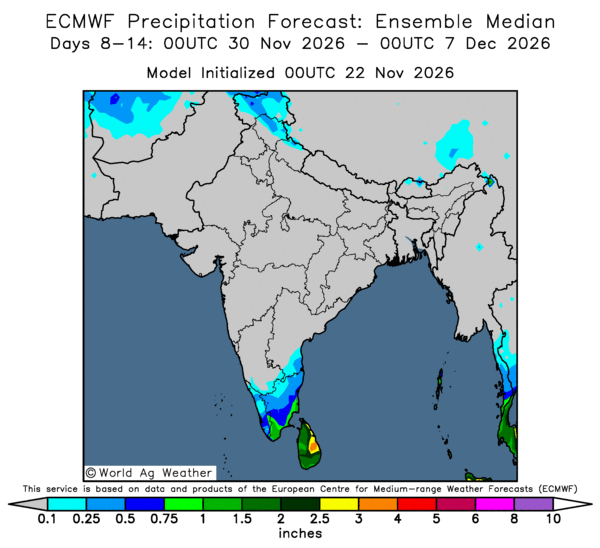 ECMWF Precipitation Forecast: Ensemble Median
Days 8−14: 00UTC 30 Nov 2026 − 00UTC 7 Dec 2026
Model Initialized 00UTC 22 Nov 2026
© World Ag Weather
This service is based on data and products of the European Centre for Medium-range Weather Forecasts (ECMWF)
0.1 0.25 0.5 0.75 1 1.5 2 2.5 3 4 5 6 8 10
inches